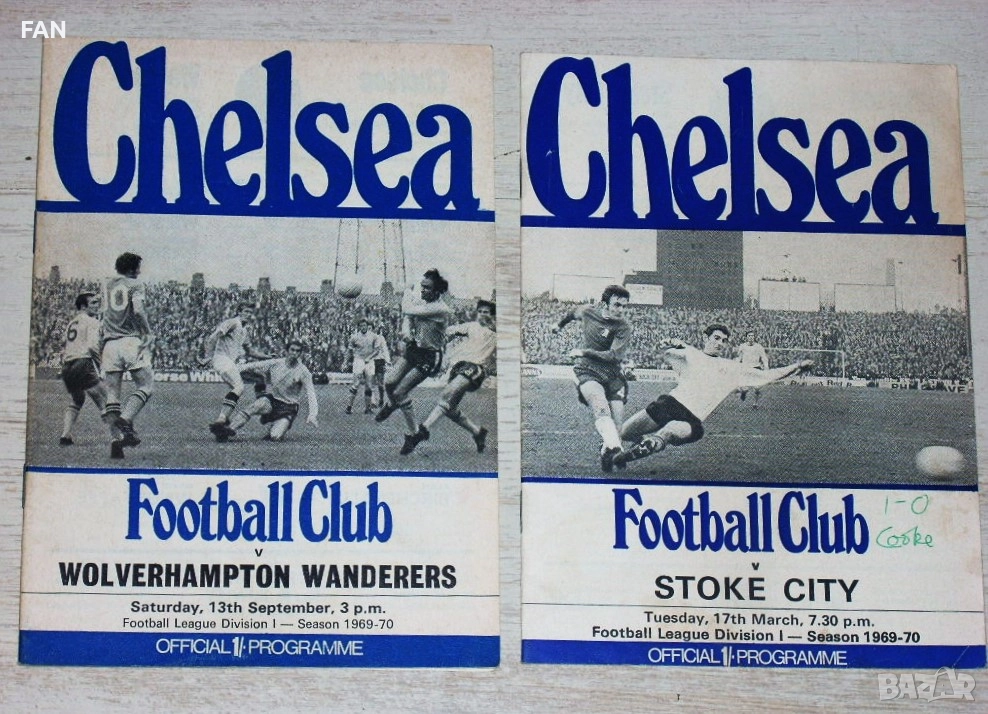 FAN
Chelsea
10
6
Football Club
v
WOLVERHAMPTON WANDERERS
Saturday, 13th September, 3 p.m.
Football League Division I — Season 1969-70
OFFICIAL 1/- PROGRAMME
Chelsea
Football Club
1-0
Cooke
v
STOKE CITY
Tuesday, 17th March, 7.30 p.m.
Football League Division I — Season 1969-70
OFFICIAL 1/- PROGRAMME
BAZAR